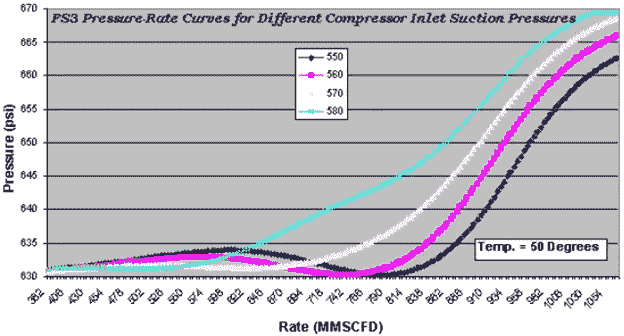 PS3 Pressure-Rate Curves for Different Compressor Inlet Suction Pressures
550
560
570
580
Pressure (psi)
670
665
660
655
650
645
640
635
630
Temp. = 50 Degrees
382 406 430 454 478 502 526 550 574 598 622 646 670 694 718 742 766 790 814 838 862 886 910 934 958 982 1006 1030 1054
Rate (MMSCFD)